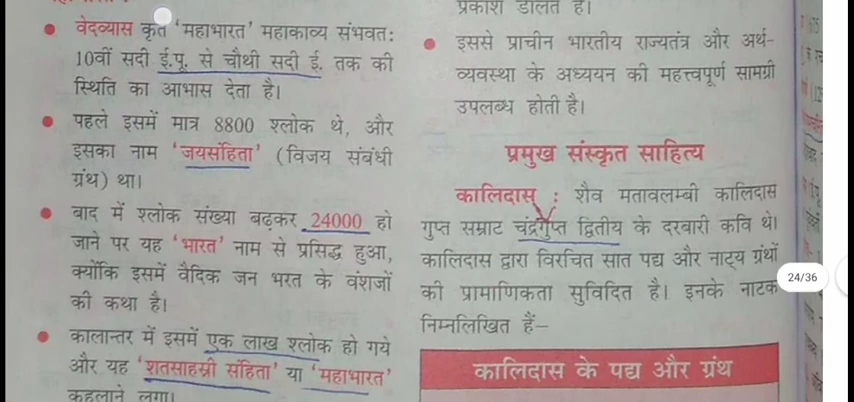 वेदव्यास कृत 'महाभारत' महाकाव्य संभवत:
10वीं सदी ई.पू. से चौथी सदी ई. तक की
स्थिति का आभास देता है।
पहले इसमें मात्र 8800 श्लोक थे, और
इसका नाम 'जयसंहिता' (विजय संबंधी
ग्रंथ) था।
बाद में श्लोक संख्या बढ़कर 24000 हो
जाने पर यह 'भारत' नाम से प्रसिद्ध हुआ,
क्योंकि इसमें वैदिक जन भरत के वंशजों
की कथा है।
कालान्तर में इसमें एक लाख श्लोक हो गये
और यह 'शतसाहस्री संहिता' या 'महाभारत'
कहलाने लगा।
प्रकाश डालते हैं।
इससे प्राचीन भारतीय राज्यतंत्र और अर्थ-
व्यवस्था के अध्ययन की महत्त्वपूर्ण सामग्री
उपलब्ध होती है।
प्रमुख संस्कृत साहित्य
कालिदास : शैव मतावलम्बी कालिदास
गुप्त सम्राट चंद्रगुप्त द्वितीय के दरबारी कवि थे।
कालिदास द्वारा विरचित सात पद्य और नाट्य ग्रंथों
की प्रामाणिकता सुविदित है। इनके नाटक
निम्नलिखित हैं–
कालिदास के पद्य और ग्रंथ
24/36